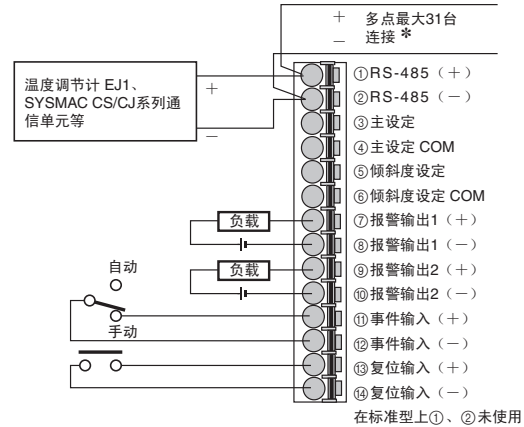 ＋ 多点最大31台
－ 连接 *
温度调节计 EJ1、
SYSMAC CS/CJ系列通
信单元等
＋
－
①RS-485（＋）
②RS-485（－）
③主设定
④主设定 COM
⑤倾斜度设定
⑥倾斜度设定 COM
负载
⑦报警输出1（＋）
⑧报警输出1（－）
负载
⑨报警输出2（＋）
⑩报警输出2（－）
自动
手动
⑪事件输入（＋）
⑫事件输入（－）
⑬复位输入（＋）
⑭复位输入（－）
在标准型上①、②未使用